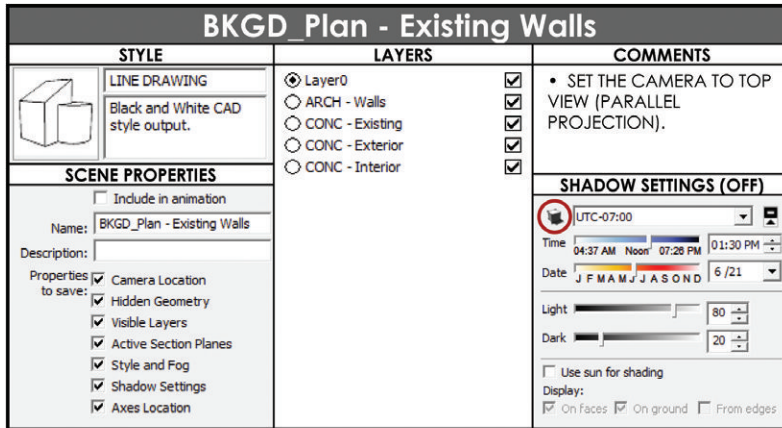 BKGD_Plan - Existing Walls
STYLE
LINE DRAWING
Black and White CAD
style output.
SCENE PROPERTIES
Include in animation
Name: BKGD_Plan - Existing Walls
Description:
Properties
to save:
Camera Location
Hidden Geometry
Visible Layers
Active Section Planes
Style and Fog
Shadow Settings
Axes Location
LAYERS
Layer0
ARCH - Walls
CONC - Existing
CONC - Exterior
CONC - Interior
COMMENTS
• SET THE CAMERA TO TOP
VIEW (PARALLEL
PROJECTION).
SHADOW SETTINGS (OFF)
UTC-07:00
Time 04:37 AM Noon 07:26 PM 01:30 PM
Date J F M A M J J A S O N D 6 /21
Light 80
Dark 20
Use sun for shading
Display:
On faces On ground From edges